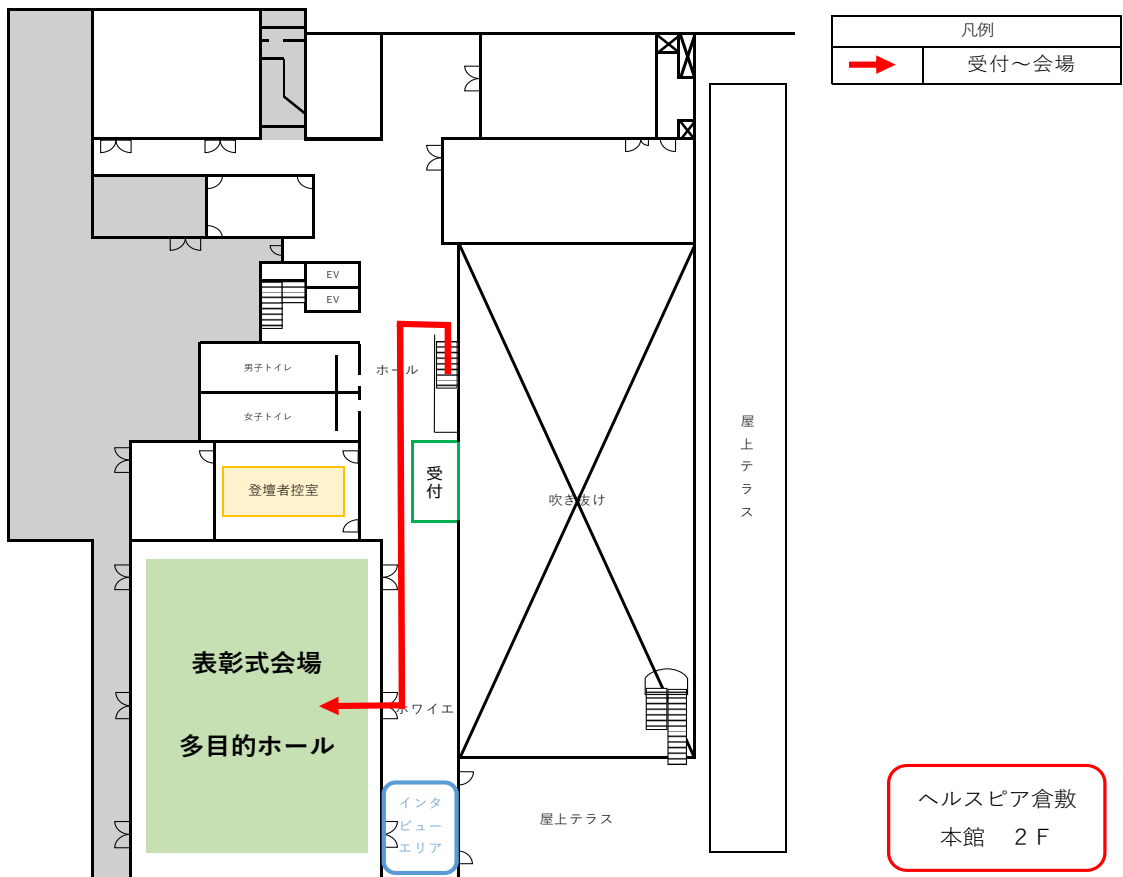 凡例
受付～会場
EV
EV
男子トイレ
ホール
女子トイレ
受付
登壇者控室
吹き抜け
屋上テラス
表彰式会場
多目的ホール
ホワイエ
インタ
ビュー
エリア
屋上テラス
ヘルスピア倉敷
本館　２Ｆ